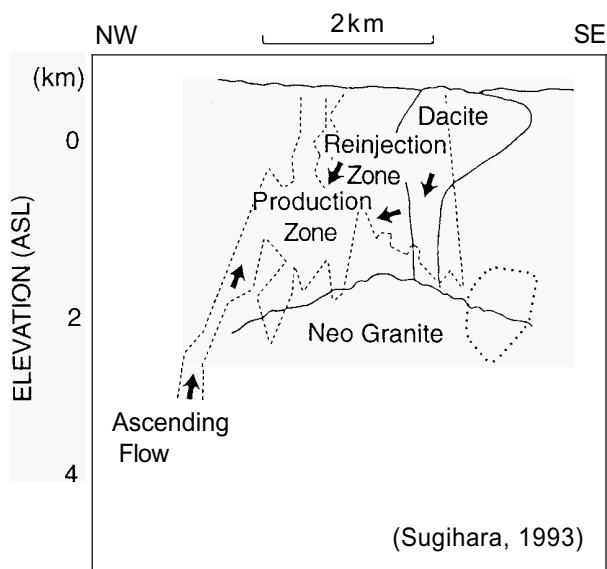 NW 2km SE
(km)
0
2
4
ELEVATION (ASL)
Dacite
Reinjection
Zone
Production
Zone
Neo Granite
Ascending
Flow
(Sugihara, 1993)